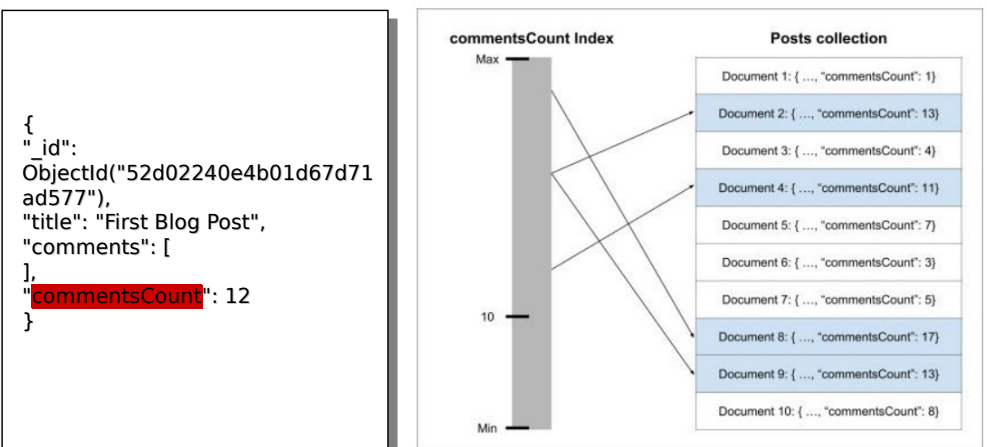 {
"_id":
ObjectId("52d02240e4b01d67d71
ad577"),
"title": "First Blog Post",
"comments": [
],
"commentsCount": 12
}
commentsCount Index
Max
10
Min
Posts collection
Document 1: { …, “commentsCount”: 1}
Document 2: { …, “commentsCount”: 13}
Document 3: { …, “commentsCount”: 4}
Document 4: { …, “commentsCount”: 11}
Document 5: { …, “commentsCount”: 7}
Document 6: { …, “commentsCount”: 3}
Document 7: { …, “commentsCount”: 5}
Document 8: { …, “commentsCount”: 17}
Document 9: { …, “commentsCount”: 13}
Document 10: { …, “commentsCount”: 8}